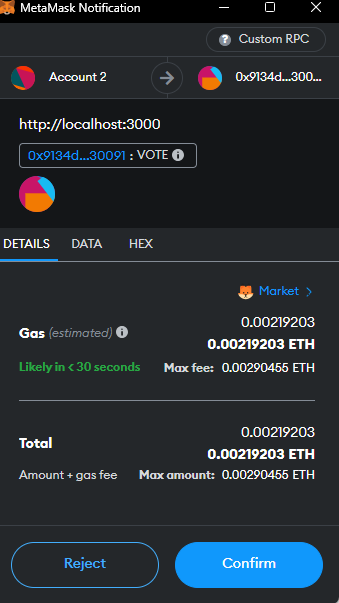 MetaMask Notification
Custom RPC
Account 2
0x9134d...300...
http://localhost:3000
0x9134d...30091 : VOTE
DETAILS DATA HEX
Market
Gas (estimated) 0.00219203
0.00219203 ETH
Likely in < 30 seconds Max fee: 0.00290455 ETH
Total 0.00219203
0.00219203 ETH
Amount + gas fee Max amount: 0.00290455 ETH
Reject Confirm